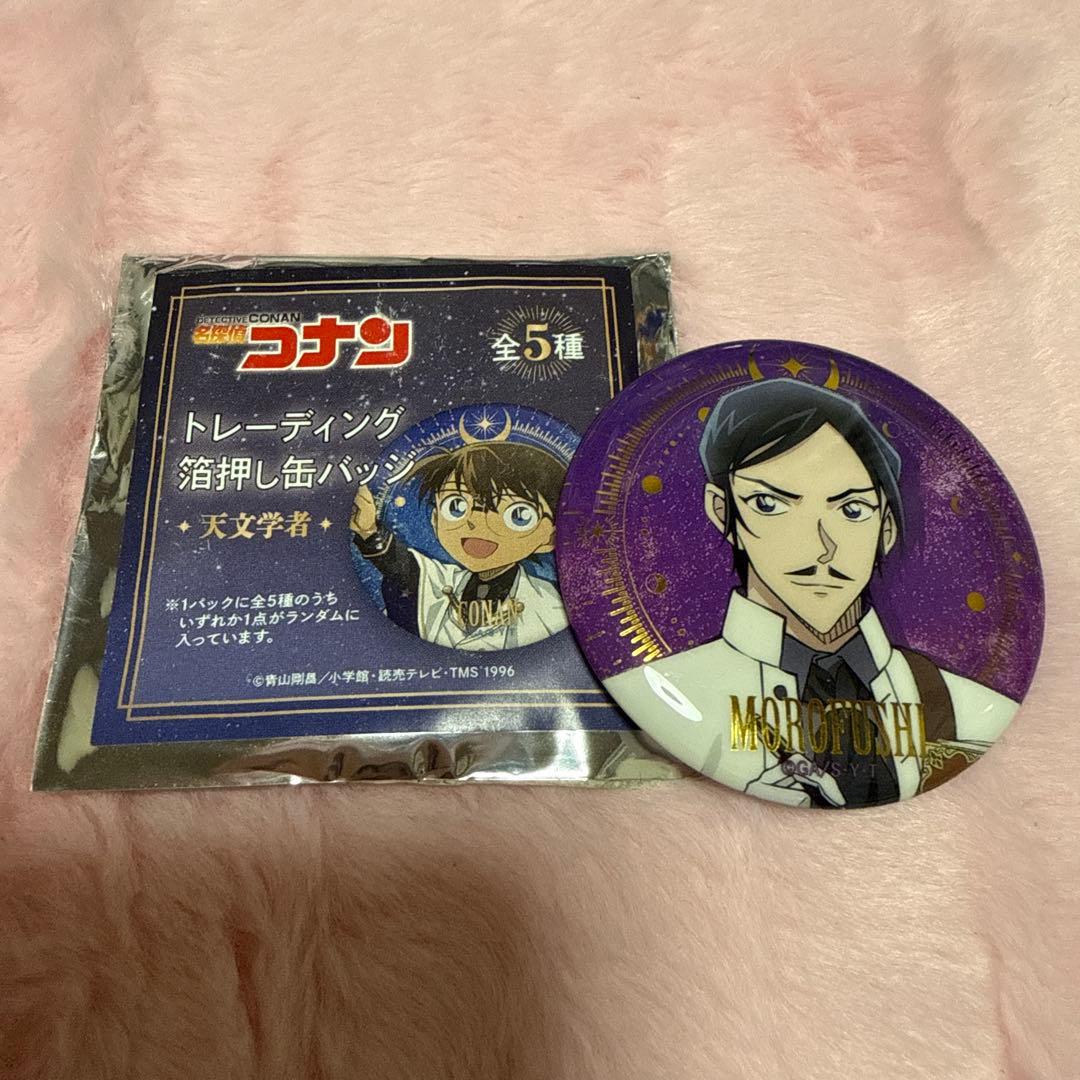 DETECTIVE CONAN
名探偵コナン
全5種
トレーディング
箔押し缶バッジ
天文学者
CONAN
※1パックに全5種のうち
いずれか1点がランダムに
入っています。
©青山剛昌/小学館・読売テレビ・TMS 1996
MOROFUSHI
©GA/S・Y・T